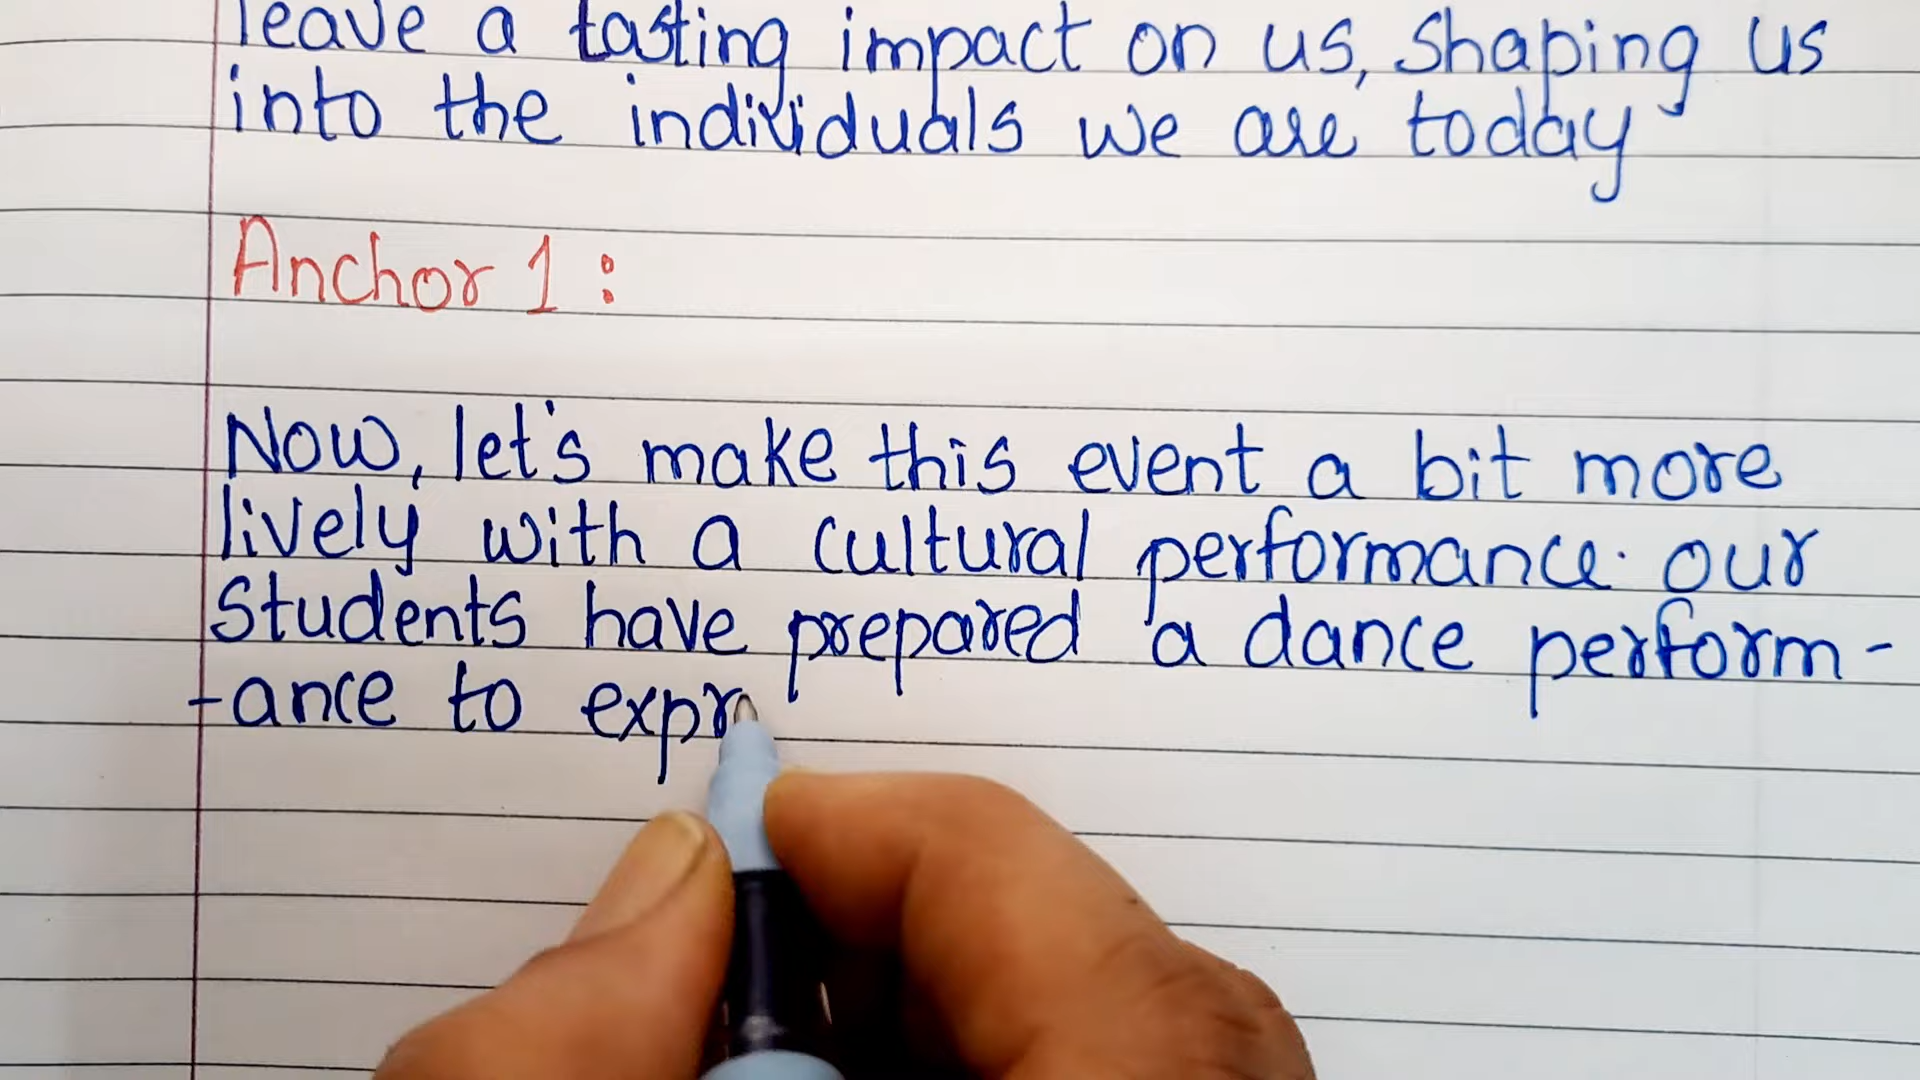 leave a tasting impact on us, shaping us
into the individuals we are today
Anchor 1 :
Now, let's make this event a bit more
lively with a cultural performance. our
Students have prepared a dance perform-
-ance to expr